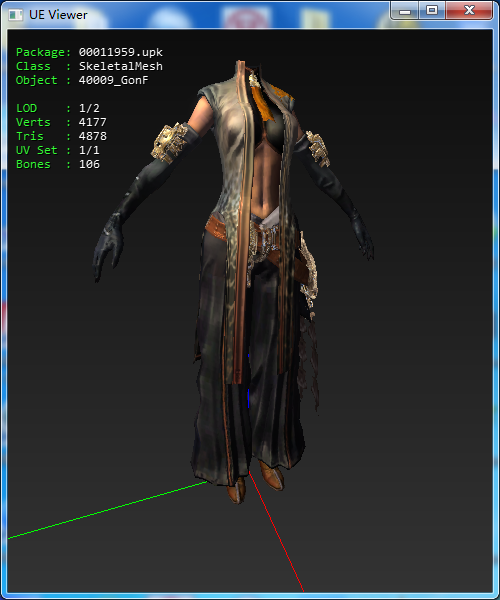 UE Viewer
Package: 00011959.upk
Class : SkeletalMesh
Object : 40009_GonF
LOD : 1/2
Verts : 4177
Tris : 4878
UV Set : 1/1
Bones : 106